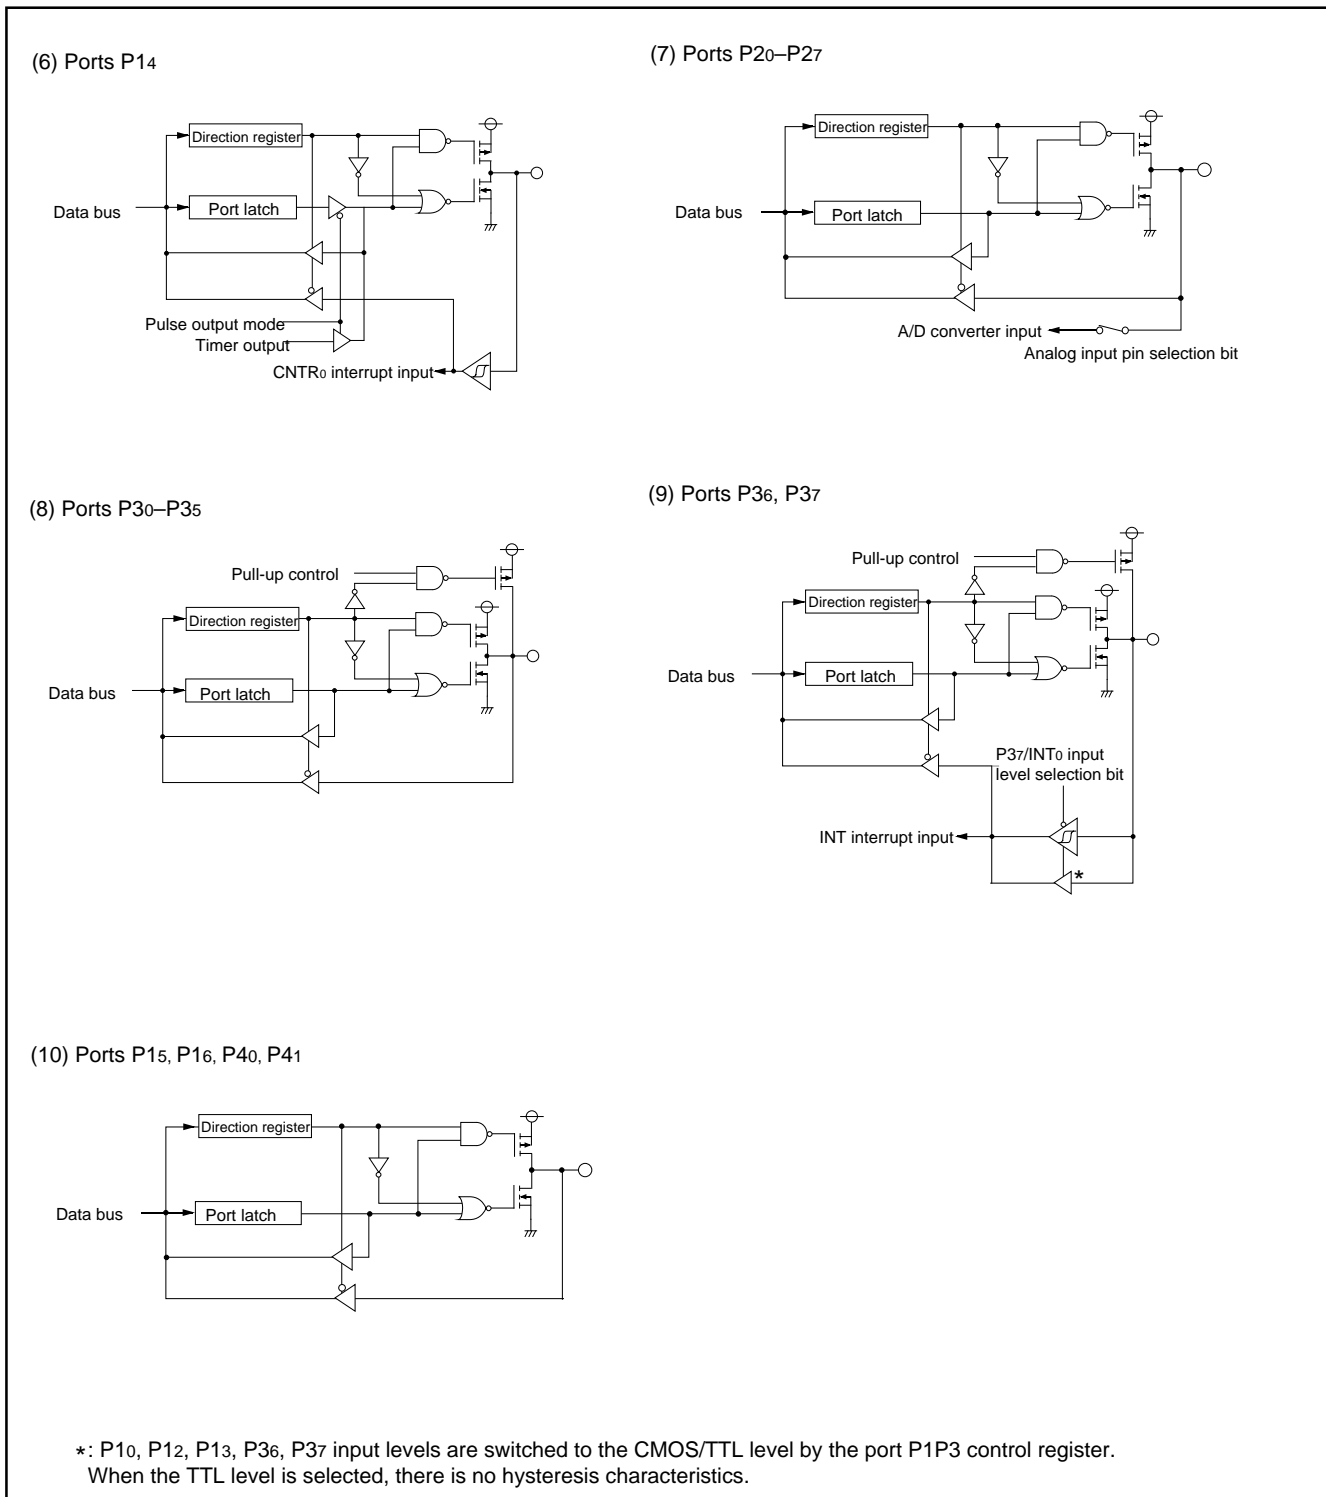 (6) Ports P14
Direction register
Data bus
Port latch
Pulse output mode
Timer output
CNTR0 interrupt input
(7) Ports P20–P27
Direction register
Data bus
Port latch
A/D converter input
Analog input pin selection bit
(8) Ports P30–P35
Pull-up control
Direction register
Data bus
Port latch
(9) Ports P36, P37
Pull-up control
Direction register
Data bus
Port latch
P37/INT0 input
level selection bit
INT interrupt input
*
(10) Ports P15, P16, P40, P41
Direction register
Data bus
Port latch
*: P10, P12, P13, P36, P37 input levels are switched to the CMOS/TTL level by the port P1P3 control register.
When the TTL level is selected, there is no hysteresis characteristics.